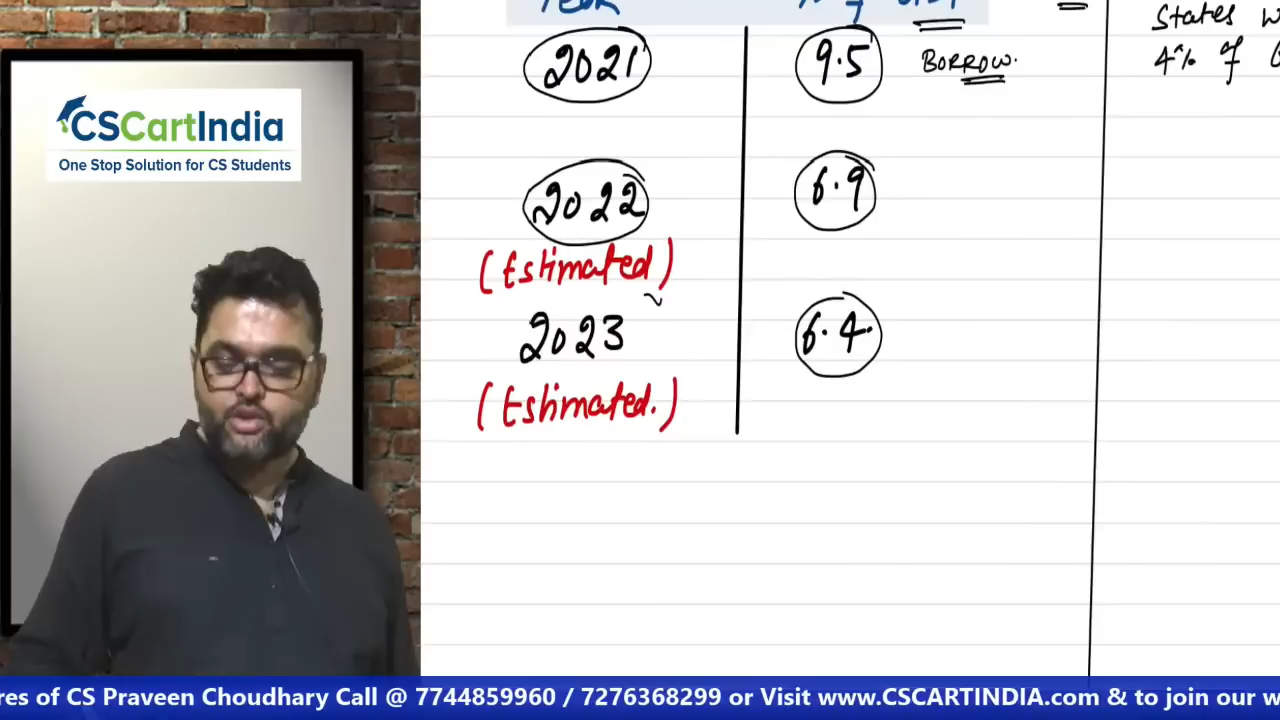 CSCartIndia
One Stop Solution for CS Students
Year
2021 9.5 BORROW.
2022 6.9
(Estimated)
2023 6.4
(Estimated.)
States
4% of
res of CS Praveen Choudhary Call @ 7744859960 / 7276368299 or Visit www.CSCARTINDIA.com & to join our w